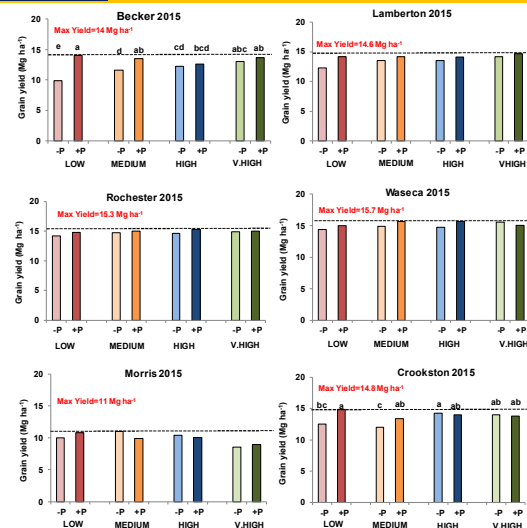 Becker 2015
Max Yield=14 Mg ha⁻¹
e a d ab cd bcd abc ab
Grain yield (Mg ha⁻¹)
20
15
10
5
0
-P +P -P +P -P +P -P +P
LOW MEDIUM HIGH V.HIGH
Lamberton 2015
Max Yield=14.6 Mg ha⁻¹
Grain yield (Mg ha⁻¹)
20
15
10
5
0
-P +P -P +P -P +P -P +P
LOW MEDIUM HIGH VHIGH
Rochester 2015
Max Yield=15.3 Mg ha⁻¹
Grain yield (Mg ha⁻¹)
20
15
10
5
0
-P +P -P +P -P +P -P +P
LOW MEDIUM HIGH V.HIGH
Waseca 2015
Max Yield=15.7 Mg ha⁻¹
Grain yield (Mg ha⁻¹)
20
15
10
5
0
-P +P -P +P -P +P -P +P
LOW MEDIUM HIGH V.HIGH
Morris 2015
Max Yield=11 Mg ha⁻¹
Grain yield (Mg ha⁻¹)
20
15
10
5
0
-P +P -P +P -P +P -P +P
LOW MEDIUM HIGH V.HIGH
Crookston 2015
Max Yield=14.8 Mg ha⁻¹
bc a c ab a ab ab ab
Grain yield (Mg ha⁻¹)
20
15
10
5
0
-P +P -P +P -P +P -P +P
LOW MEDIUM HIGH V.HIGH